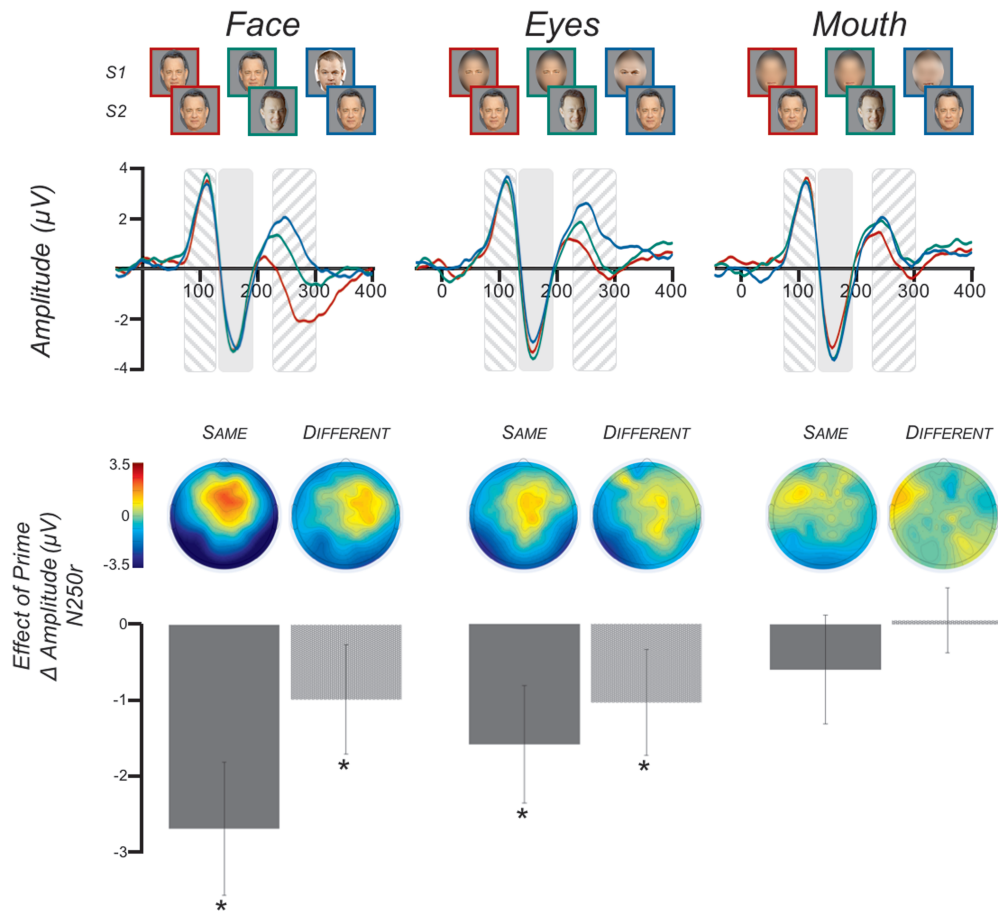 Face Eyes Mouth
S1
S2
Amplitude (µV)
4
2
0
-2
-4
100 200 300 400
0 100 200 300 400
0 100 200 300 400
SAME DIFFERENT SAME DIFFERENT SAME DIFFERENT
Effect of Prime
Δ Amplitude (µV)
N250r
3.5
0
-3.5
0
-1
-2
-3
* * * *